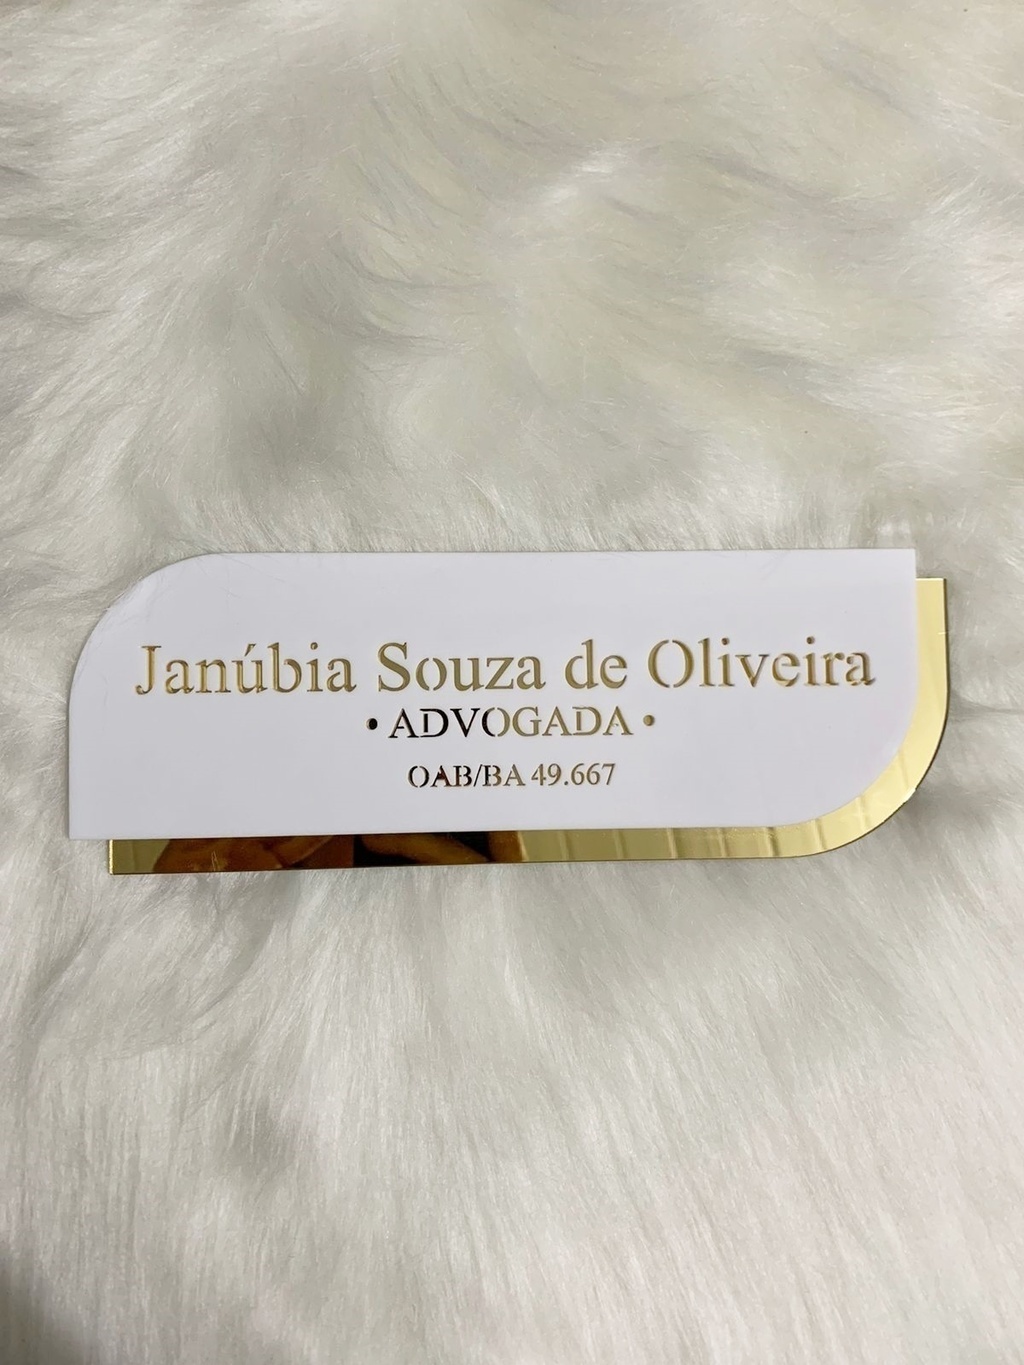 Janúbia Souza de Oliveira
• ADVOGADA •
OAB/BA 49.667